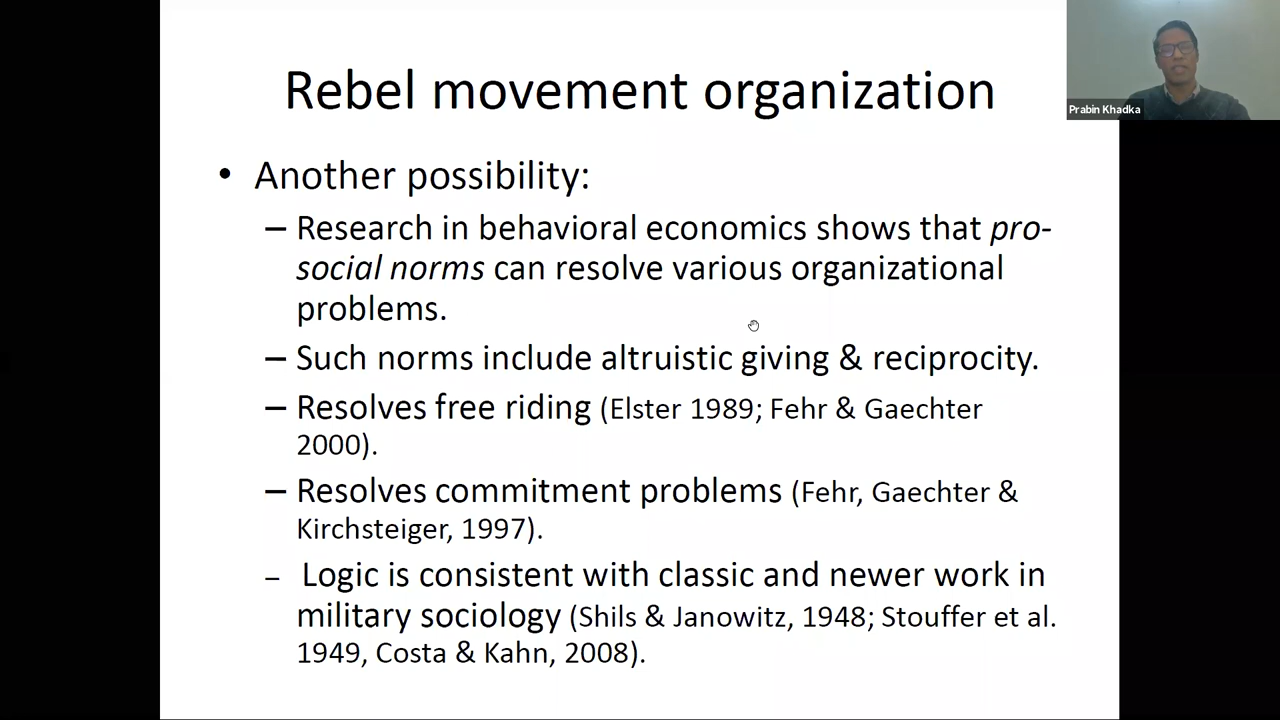 Rebel movement organization
Prabin Khadka
• Another possibility:
– Research in behavioral economics shows that pro-
social norms can resolve various organizational
problems.
– Such norms include altruistic giving & reciprocity.
– Resolves free riding (Elster 1989; Fehr & Gaechter
2000).
– Resolves commitment problems (Fehr, Gaechter &
Kirchsteiger, 1997).
– Logic is consistent with classic and newer work in
military sociology (Shils & Janowitz, 1948; Stouffer et al.
1949, Costa & Kahn, 2008).